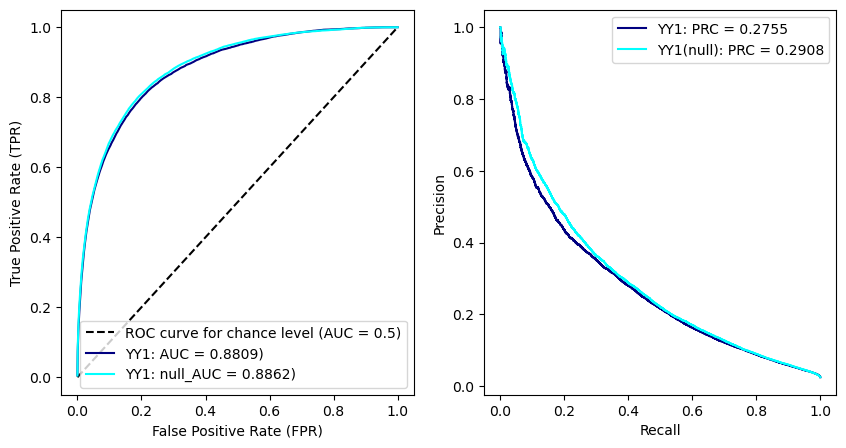 1.0
0.8
0.6
0.4
0.2
0.0
True Positive Rate (TPR)
0.0 0.2 0.4 0.6 0.8 1.0
False Positive Rate (FPR)
ROC curve for chance level (AUC = 0.5)
YY1: AUC = 0.8809)
YY1: null_AUC = 0.8862)
1.0
0.8
0.6
0.4
0.2
0.0
Precision
0.0 0.2 0.4 0.6 0.8 1.0
Recall
YY1: PRC = 0.2755
YY1(null): PRC = 0.2908